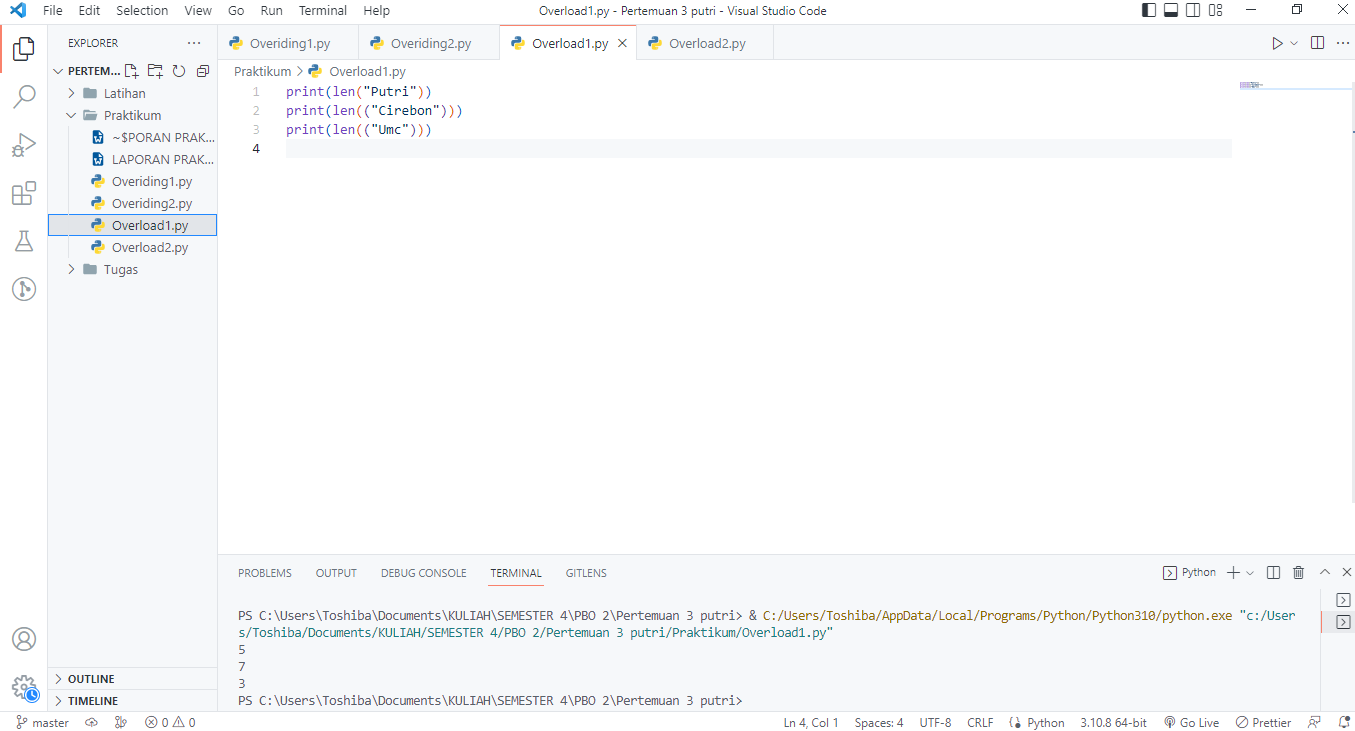 File Edit Selection View Go Run Terminal Help Overload1.py - Pertemuan 3 putri - Visual Studio Code
EXPLORER ···
PERTEM...
Latihan
Praktikum
~$PORAN PRAK...
LAPORAN PRAK...
Overiding1.py
Overiding2.py
Overload1.py
Overload2.py
Tugas
OUTLINE
TIMELINE
Overiding1.py Overiding2.py Overload1.py Overload2.py
Praktikum > Overload1.py
1 print(len("Putri"))
2 print(len(("Cirebon")))
3 print(len(("Umc")))
4
PROBLEMS OUTPUT DEBUG CONSOLE TERMINAL GITLENS Python
PS C:\Users\Toshiba\Documents\KULIAH\SEMESTER 4\PBO 2\Pertemuan 3 putri> & C:/Users/Toshiba/AppData/Local/Programs/Python/Python310/python.exe "c:/User
s/Toshiba/Documents/KULIAH/SEMESTER 4/PBO 2/Pertemuan 3 putri/Praktikum/Overload1.py"
5
7
3
PS C:\Users\Toshiba\Documents\KULIAH\SEMESTER 4\PBO 2\Pertemuan 3 putri>
master 0 0 Ln 4, Col 1 Spaces: 4 UTF-8 CRLF Python 3.10.8 64-bit Go Live Prettier